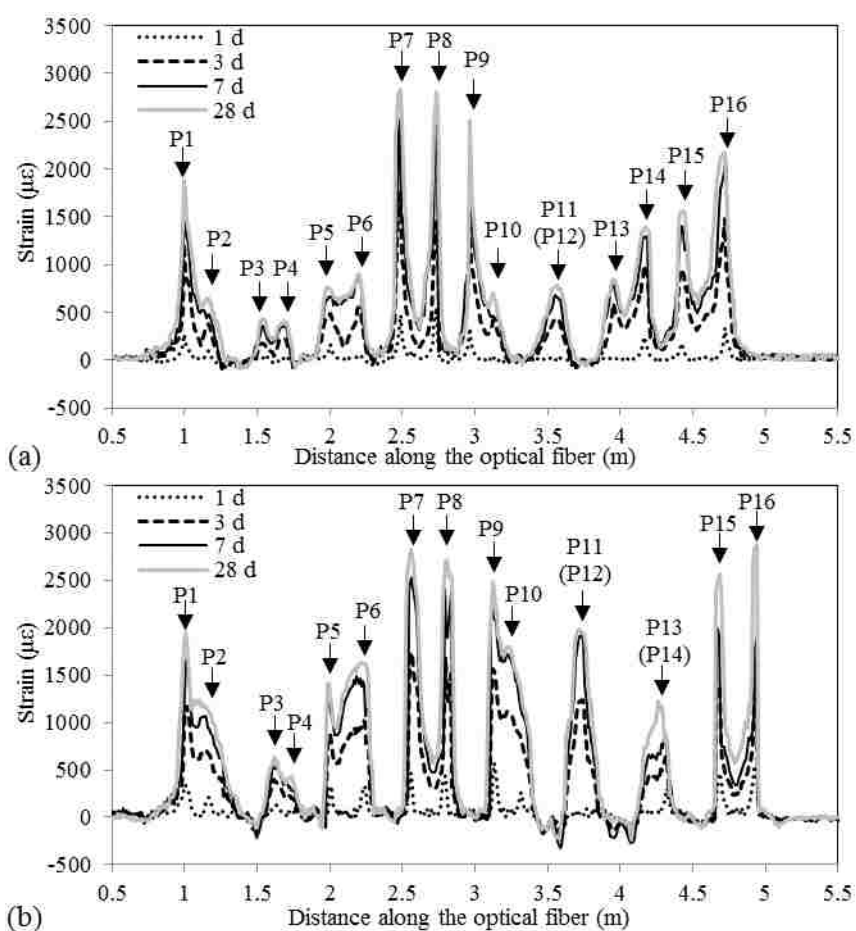 3500
3000
2500
2000
1500
1000
500
0
-500
Strain (με)
1 d
3 d
7 d
28 d
P1
P2
P3
P4
P5
P6
P7
P8
P9
P10
P11
(P12)
P13
P14
P15
P16
0.5 1 1.5 2 2.5 3 3.5 4 4.5 5 5.5
(a) Distance along the optical fiber (m)
3500
3000
2500
2000
1500
1000
500
0
-500
Strain (με)
1 d
3 d
7 d
28 d
P1
P2
P3
P4
P5
P6
P7
P8
P9
P10
P11
(P12)
P13
(P14)
P15
P16
0.5 1 1.5 2 2.5 3 3.5 4 4.5 5 5.5
(b) Distance along the optical fiber (m)